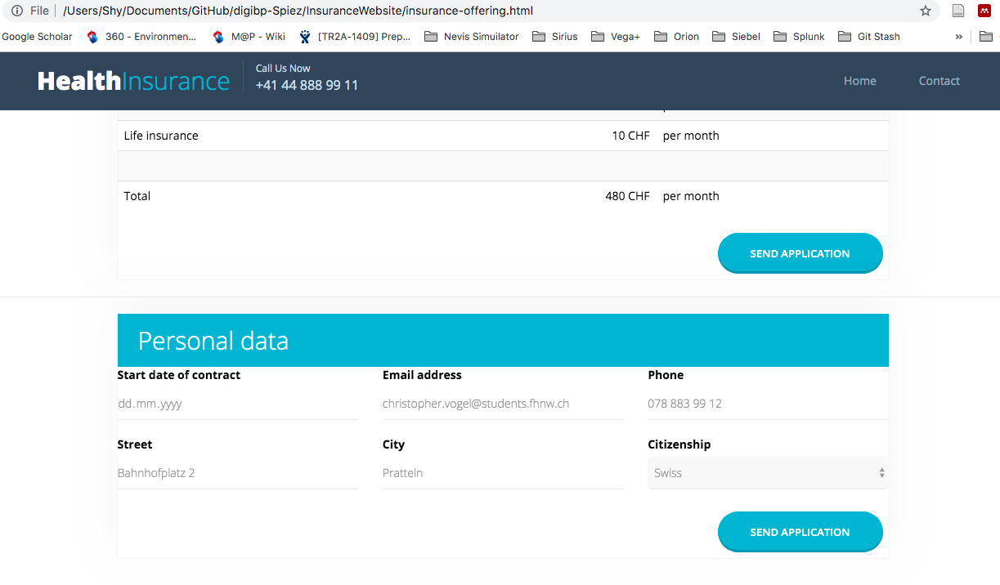 File /Users/Shy/Documents/GitHub/digibp-Spiez/InsuranceWebsite/insurance-offering.html
Google Scholar 360 - Environmen... M@P - Wiki [TR2A-1409] Prep... Nevis Simuilator Sirius Vega+ Orion Siebel Splunk Git Stash »
HealthInsurance Call Us Now
+41 44 888 99 11 Home Contact
Life insurance 10 CHF per month
Total 480 CHF per month
SEND APPLICATION
Personal data
Start date of contract Email address Phone
dd.mm.yyyy christopher.vogel@students.fhnw.ch 078 883 99 12
Street City Citizenship
Bahnhofplatz 2 Pratteln Swiss
SEND APPLICATION